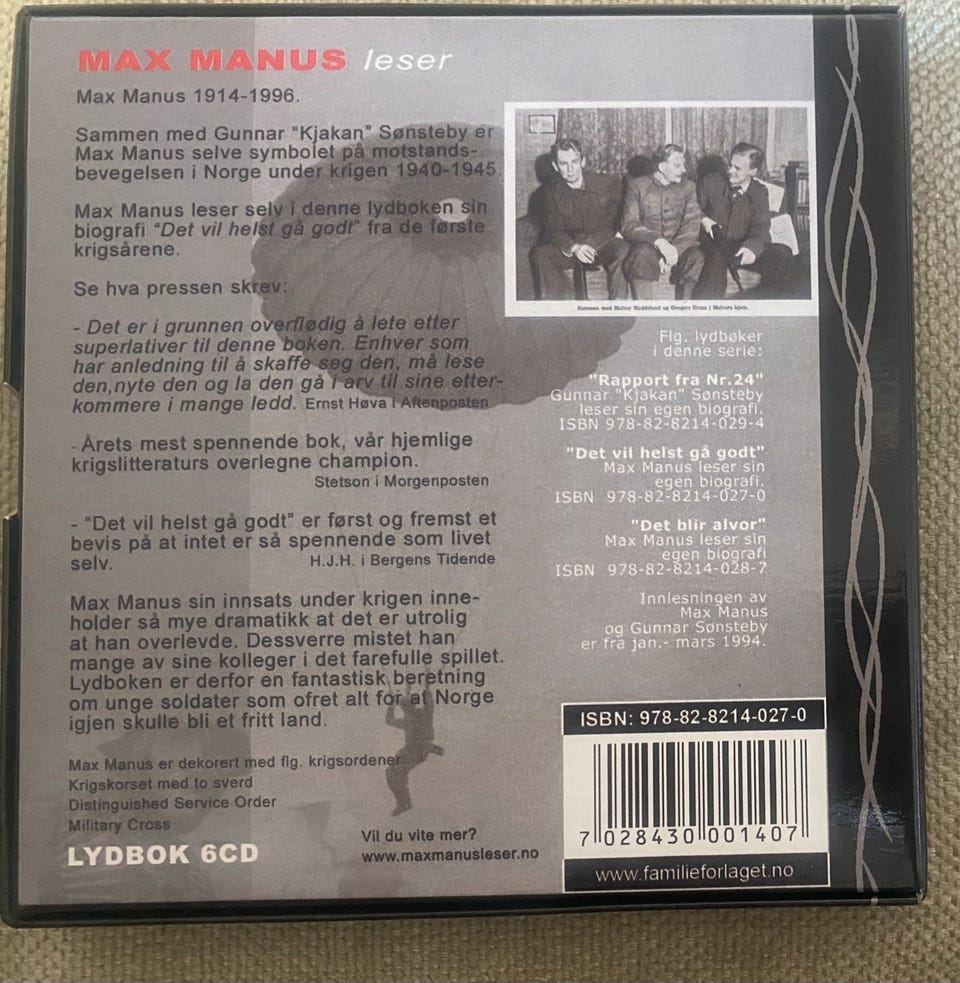 MAX MANUS leser
Max Manus 1914-1996.
Sammen med Gunnar "Kjakan" Sønsteby er
Max Manus selve symbolet på motstands-
bevegelsen i Norge under krigen 1940-1945.
Max Manus leser selv i denne lydboken sin
biografi "Det vil helst gå godt" fra de første
krigsårene.
Se hva pressen skrev:
- Det er i grunnen overflødig å lete etter
superlativer til denne boken. Enhver som
har anledning til å skaffe seg den, må lese
den,nyte den og la den gå i arv til sine etter-
kommere i mange ledd. Ernst Høva i Aftenposten
- Årets mest spennende bok, vår hjemlige
krigslitteraturs overlegne champion.
Stetson i Morgenposten
- "Det vil helst gå godt" er først og fremst et
bevis på at intet er så spennende som livet
selv. H.J.H. i Bergens Tidende
Max Manus sin innsats under krigen inne-
holder så mye dramatikk at det er utrolig
at han overlevde. Dessverre mistet han
mange av sine kolleger i det farefulle spillet.
Lydboken er derfor en fantastisk beretning
om unge soldater som ofret alt for at Norge
igjen skulle bli et fritt land.
Max Manus er dekorert med flg. krigsordener:
Krigskorset med to sverd
Distinguished Service Order
Military Cross
LYDBOK 6CD
Vil du vite mer?
www.maxmanusleser.no
Sammen med Halvor Haddeland og Gregers Gram i Halvors hjem.
Flg. lydbøker
i denne serie:
"Rapport fra Nr.24"
Gunnar "Kjakan" Sønsteby
leser sin egen biografi.
ISBN 978-82-8214-029-4
"Det vil helst gå godt"
Max Manus leser sin
egen biografi.
ISBN 978-82-8214-027-0
"Det blir alvor"
Max Manus leser sin
egen biografi
ISBN 978-82-8214-028-7
Innlesningen av
Max Manus
og Gunnar Sønsteby
er fra jan.- mars 1994.
ISBN: 978-82-8214-027-0
7 028430 001407
www.familieforlaget.no